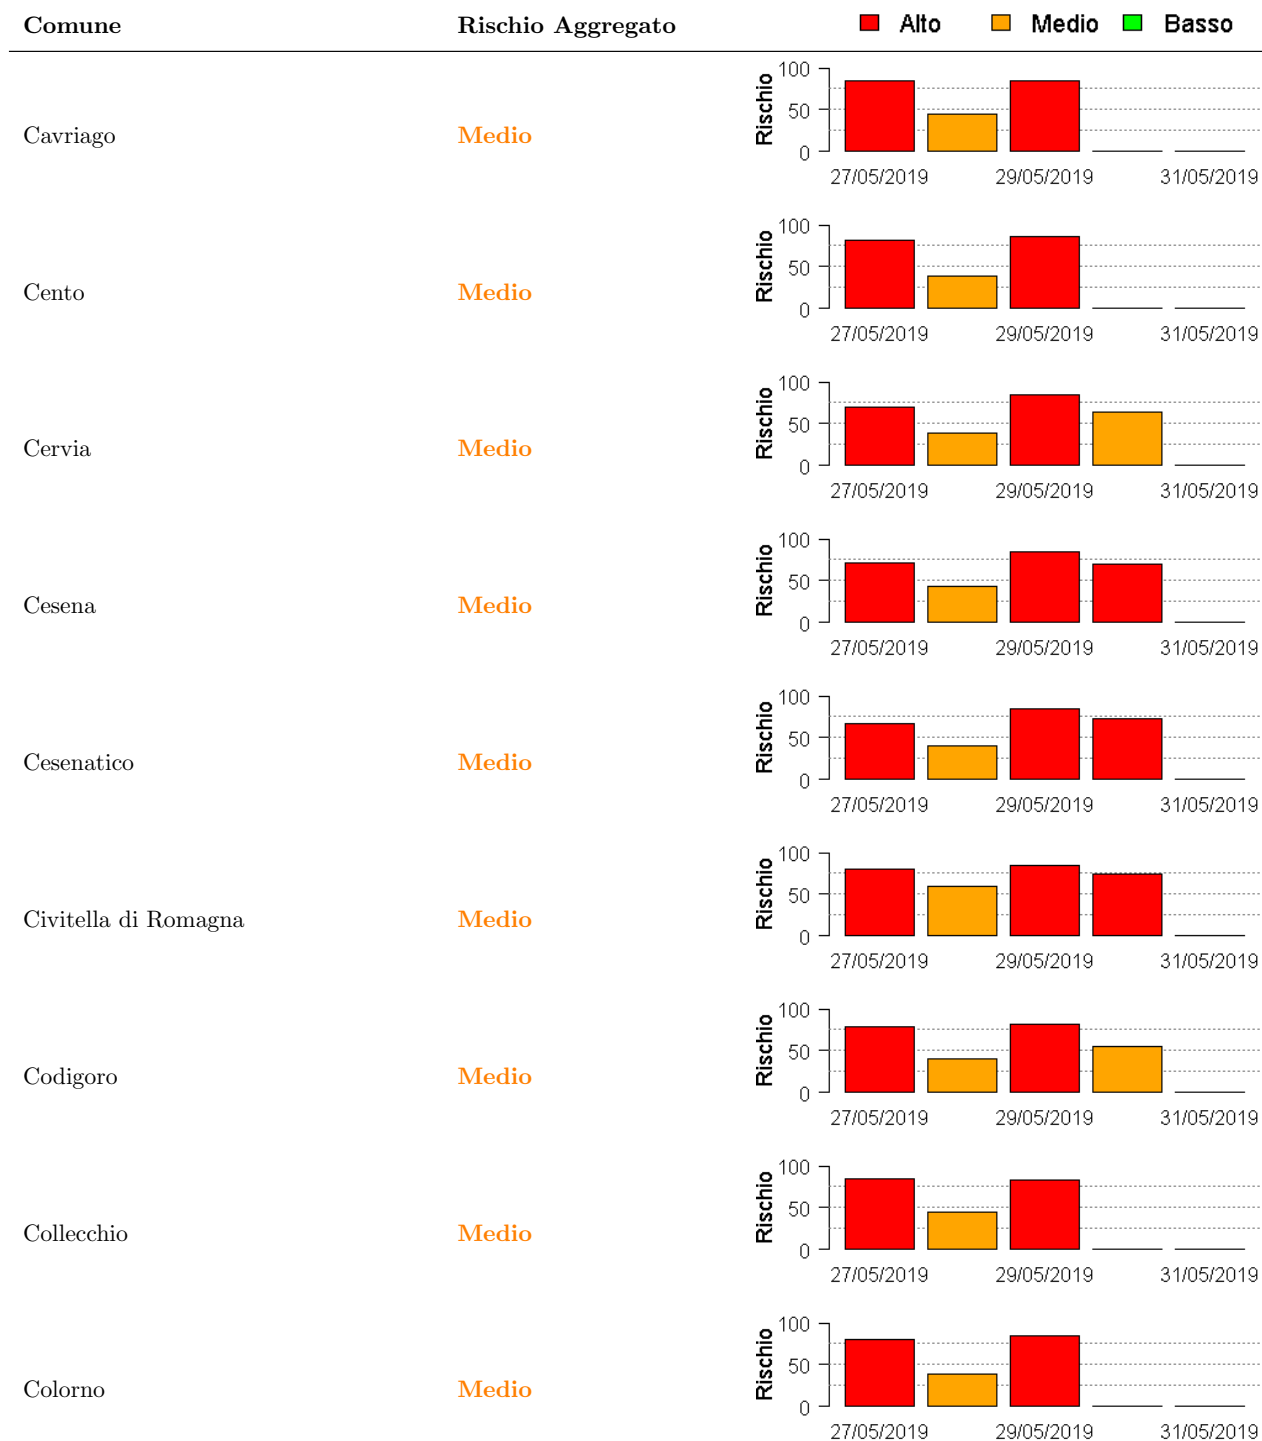 Comune Rischio Aggregato Alto Medio Basso
100
50
0
Rischio
Cavriago Medio
27/05/2019 29/05/2019 31/05/2019
100
50
0
Rischio
Cento Medio
27/05/2019 29/05/2019 31/05/2019
100
50
0
Rischio
Cervia Medio
27/05/2019 29/05/2019 31/05/2019
100
50
0
Rischio
Cesena Medio
27/05/2019 29/05/2019 31/05/2019
100
50
0
Rischio
Cesenatico Medio
27/05/2019 29/05/2019 31/05/2019
100
50
0
Rischio
Civitella di Romagna Medio
27/05/2019 29/05/2019 31/05/2019
100
50
0
Rischio
Codigoro Medio
27/05/2019 29/05/2019 31/05/2019
100
50
0
Rischio
Collecchio Medio
27/05/2019 29/05/2019 31/05/2019
100
50
0
Rischio
Colorno Medio
27/05/2019 29/05/2019 31/05/2019